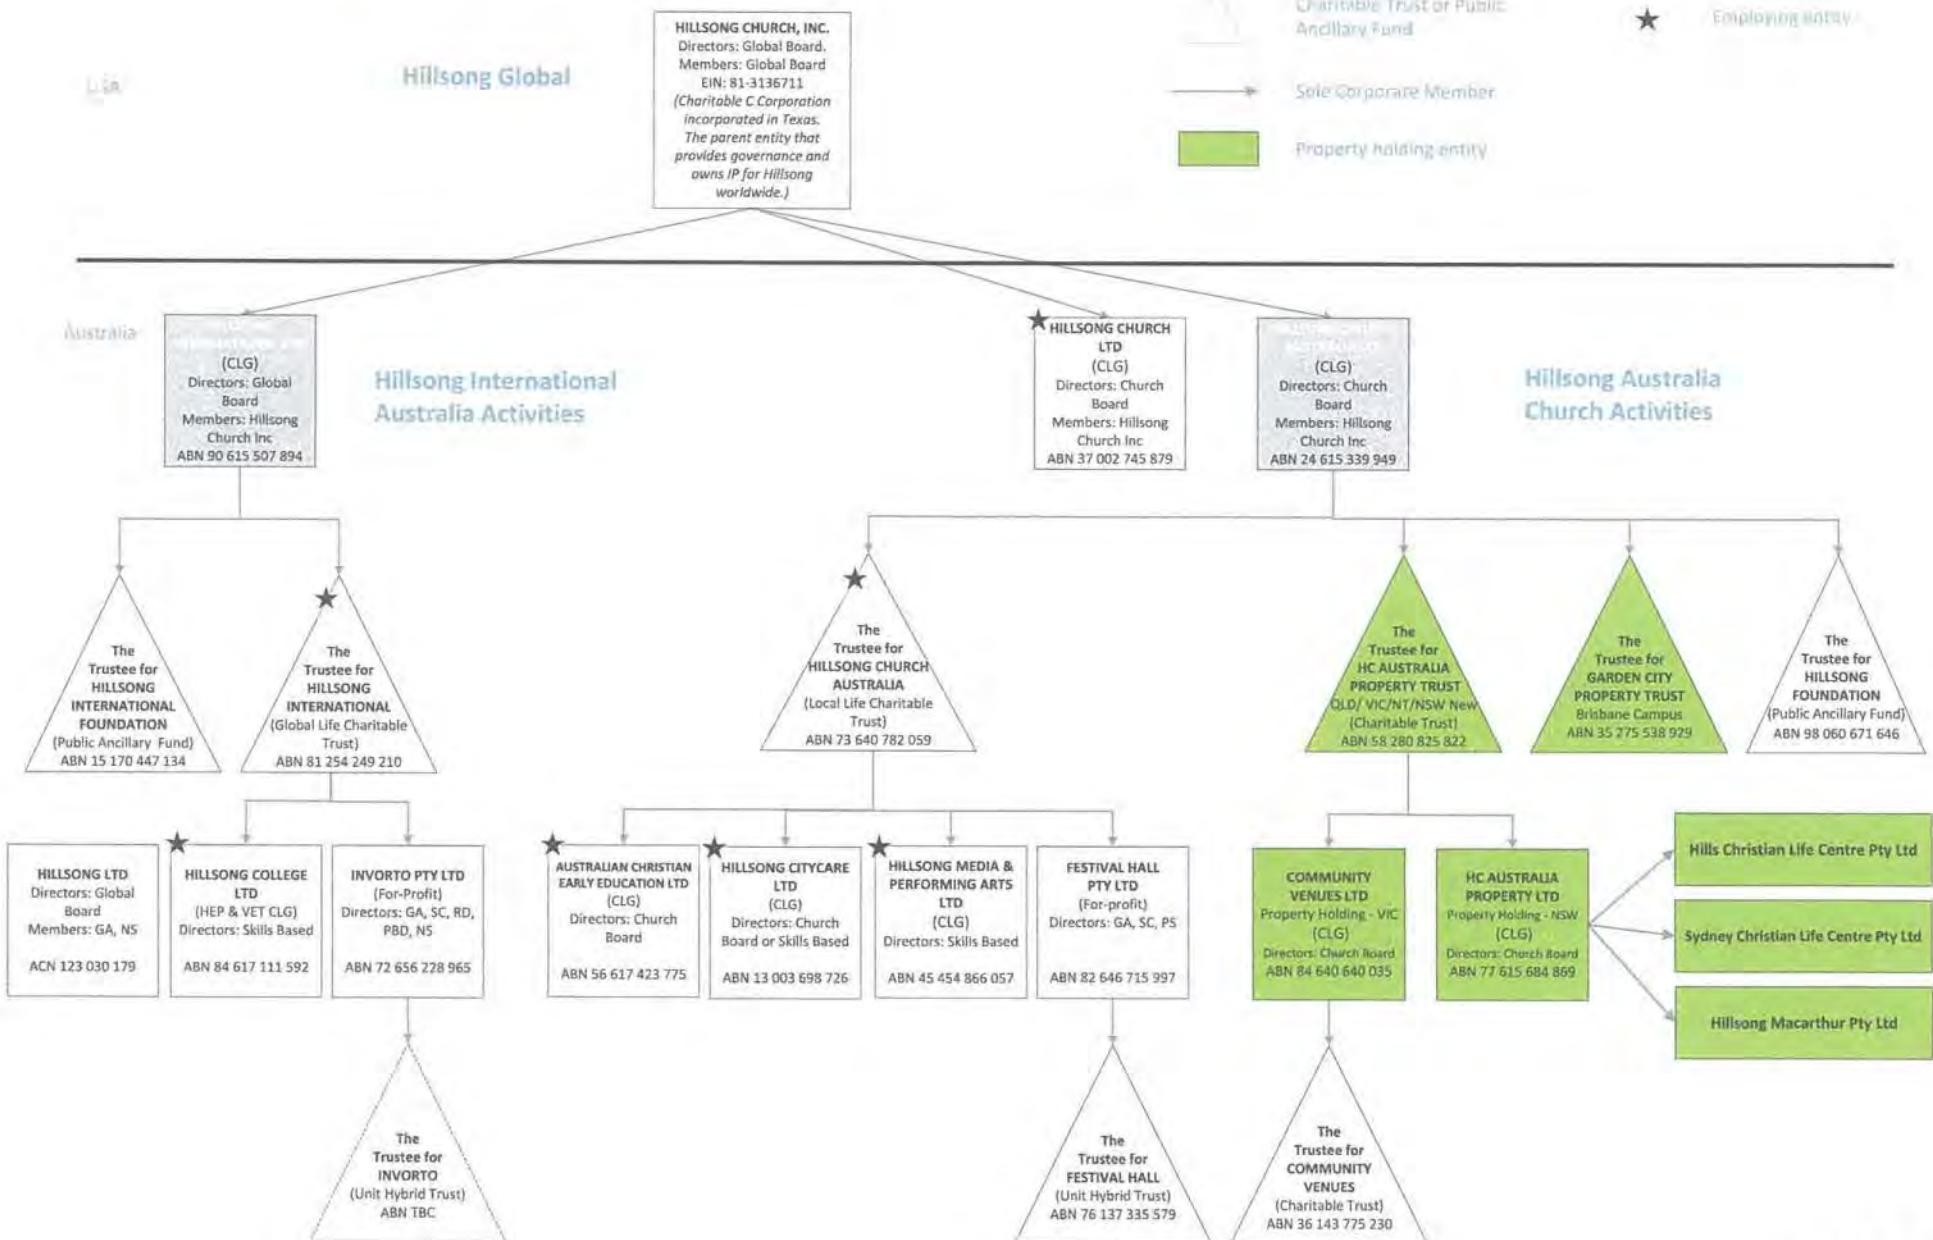 HILLSONG CHURCH, INC.
Directors: Global Board.
Members: Global Board
EIN: 81-3136711
(Charitable C Corporation
incorporated in Texas.
The parent entity that
provides governance and
owns IP for Hillsong
worldwide.)
Hillsong Global
Charitable Trust or Public
Ancillary Fund
Employing entity
Sole Corporate Member
Property holding entity
Australia
(CLG)
Directors: Global
Board
Members: Hillsong
Church Inc
ABN 90 615 507 894
Hillsong International
Australia Activities
HILLSONG CHURCH
LTD
(CLG)
Directors: Church
Board
Members: Hillsong
Church Inc
ABN 37 002 745 879
(CLG)
Directors: Church
Board
Members: Hillsong
Church Inc
ABN 24 615 339 949
Hillsong Australia
Church Activities
The
Trustee for
HILLSONG
INTERNATIONAL
FOUNDATION
(Public Ancillary Fund)
ABN 15 170 447 134
The
Trustee for
HILLSONG
INTERNATIONAL
(Global Life Charitable
Trust)
ABN 81 254 249 210
The
Trustee for
HILLSONG CHURCH
AUSTRALIA
(Local Life Charitable
Trust)
ABN 73 640 782 059
The
Trustee for
HC AUSTRALIA
PROPERTY TRUST
QLD/ VIC/NT/NSW New
(Charitable Trust)
ABN 58 280 825 822
The
Trustee for
GARDEN CITY
PROPERTY TRUST
Brisbane Campus
ABN 35 275 538 929
The
Trustee for
HILLSONG
FOUNDATION
(Public Ancillary Fund)
ABN 98 060 671 646
HILLSONG LTD
Directors: Global
Board
Members: GA, NS
ACN 123 030 179
HILLSONG COLLEGE
LTD
(HEP & VET CLG)
Directors: Skills Based
ABN 84 617 111 592
INVORTO PTY LTD
(For-Profit)
Directors: GA, SC, RD,
PBD, NS
ABN 72 656 228 965
AUSTRALIAN CHRISTIAN
EARLY EDUCATION LTD
(CLG)
Directors: Church
Board
ABN 56 617 423 775
HILLSONG CITYCARE
LTD
(CLG)
Directors: Church
Board or Skills Based
ABN 13 003 698 726
HILLSONG MEDIA &
PERFORMING ARTS
LTD
(CLG)
Directors: Skills Based
ABN 45 454 866 057
FESTIVAL HALL
PTY LTD
(For-profit)
Directors: GA, SC, PS
ABN 82 646 715 997
COMMUNITY
VENUES LTD
Property Holding - VIC
(CLG)
Directors: Church Board
ABN 84 640 640 035
HC AUSTRALIA
PROPERTY LTD
Property Holding - NSW
(CLG)
Directors: Church Board
ABN 77 615 684 869
Hills Christian Life Centre Pty Ltd
Sydney Christian Life Centre Pty Ltd
Hillsong Macarthur Pty Ltd
The
Trustee for
INVORTO
(Unit Hybrid Trust)
ABN TBC
The
Trustee for
FESTIVAL HALL
(Unit Hybrid Trust)
ABN 76 137 335 579
The
Trustee for
COMMUNITY
VENUES
(Charitable Trust)
ABN 36 143 775 230